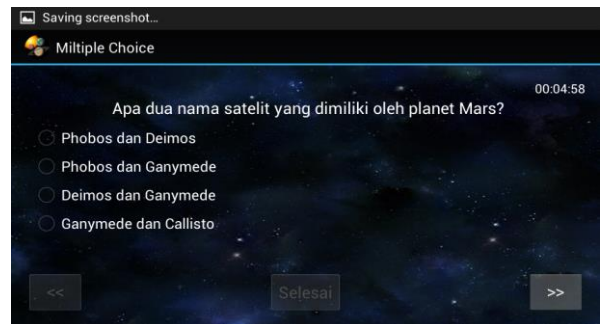 Saving screenshot...
Miltiple Choice
00:04:58
Apa dua nama satelit yang dimiliki oleh planet Mars?
Phobos dan Deimos
Phobos dan Ganymede
Deimos dan Ganymede
Ganymede dan Callisto
<< Selesai >>